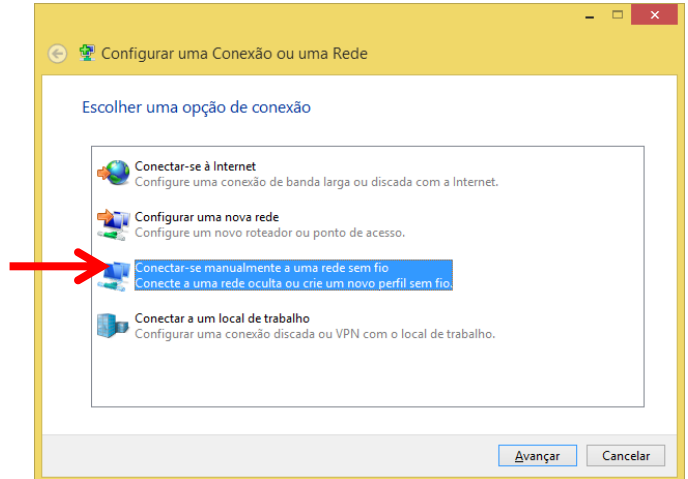 Configurar uma Conexão ou uma Rede
Escolher uma opção de conexão
Conectar-se à Internet
Configure uma conexão de banda larga ou discada com a Internet.
Configurar uma nova rede
Configure um novo roteador ou ponto de acesso.
Conectar-se manualmente a uma rede sem fio
Conecte a uma rede oculta ou crie um novo perfil sem fio.
Conectar a um local de trabalho
Configurar uma conexão discada ou VPN com o local de trabalho.
Avançar Cancelar